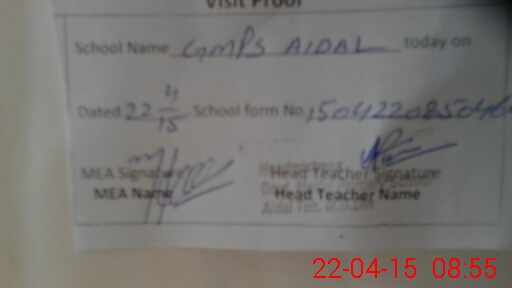 Visit Proof
School Name GMPS AIDAL today on
Dated 22 4/15 School form No. 1504220850
MEA Signature Head Teacher Signature
MEA Name Head Teacher Name
22-04-15 08:55